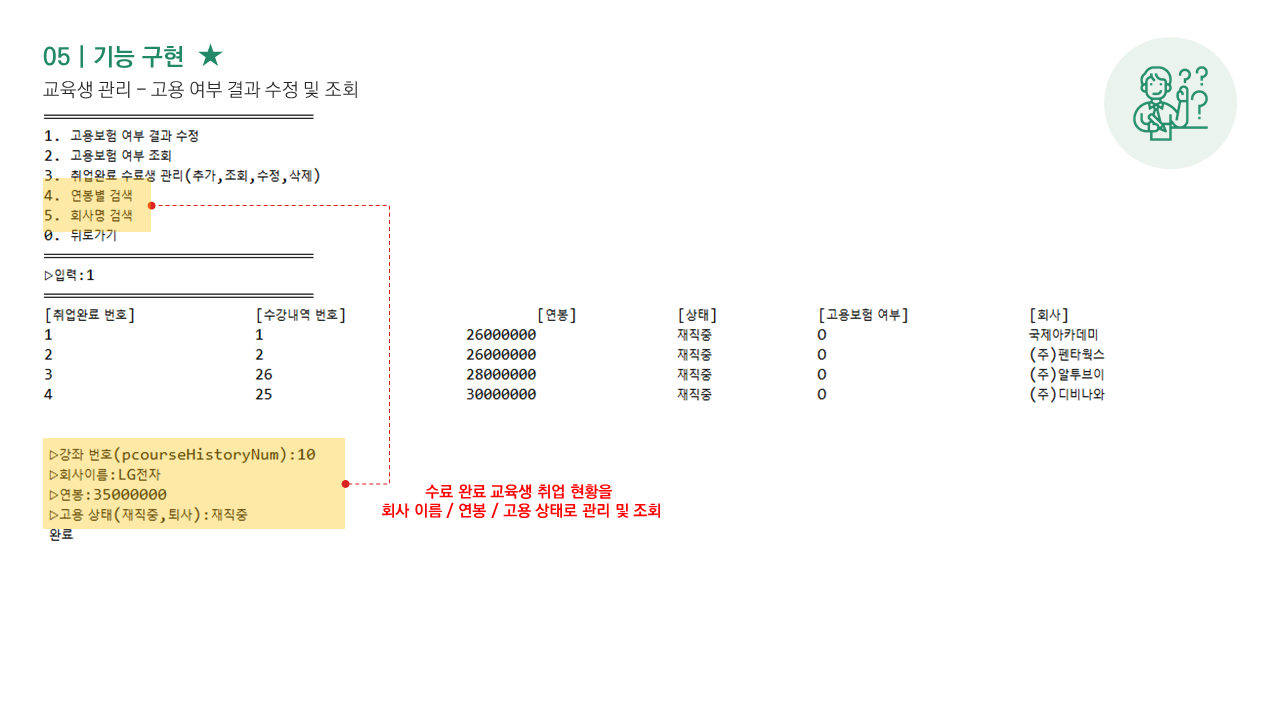 05 | 기능 구현 ★
교육생 관리 – 고용 여부 결과 수정 및 조회
1. 고용보험 여부 결과 수정
2. 고용보험 여부 조회
3. 취업완료 수료생 관리(추가,조회,수정,삭제)
4. 연봉별 검색
5. 회사명 검색
0. 뒤로가기
▷입력:1
[취업완료 번호] [수강내역 번호] [연봉] [상태] [고용보험 여부] [회사]
1 1 26000000 재직중 O 국제아카데미
2 2 26000000 재직중 O (주)펜타웍스
3 26 28000000 재직중 O (주)알투브이
4 25 30000000 재직중 O (주)디비나와
▷강좌 번호(pcourseHistoryNum):10
▷회사이름:LG전자
▷연봉:35000000
▷고용 상태(재직중,퇴사):재직중
완료
수료 완료 교육생 취업 현황을
회사 이름 / 연봉 / 고용 상태로 관리 및 조회
? ?
?